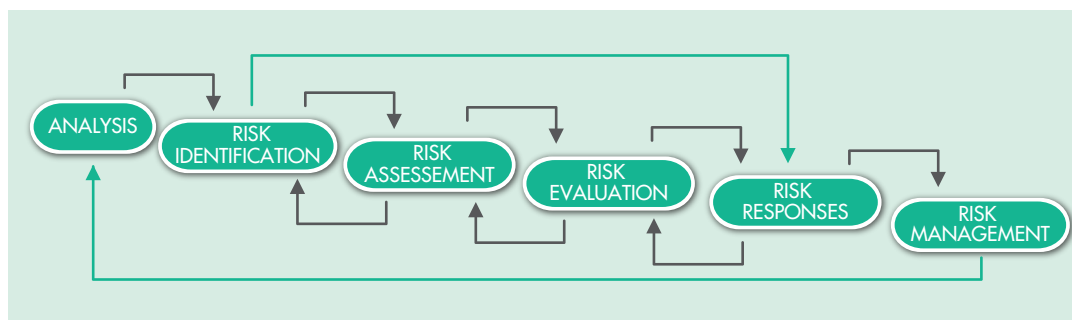 ANALYSIS
RISK
IDENTIFICATION
RISK
ASSESSEMENT
RISK
EVALUATION
RISK
RESPONSES
RISK
MANAGEMENT